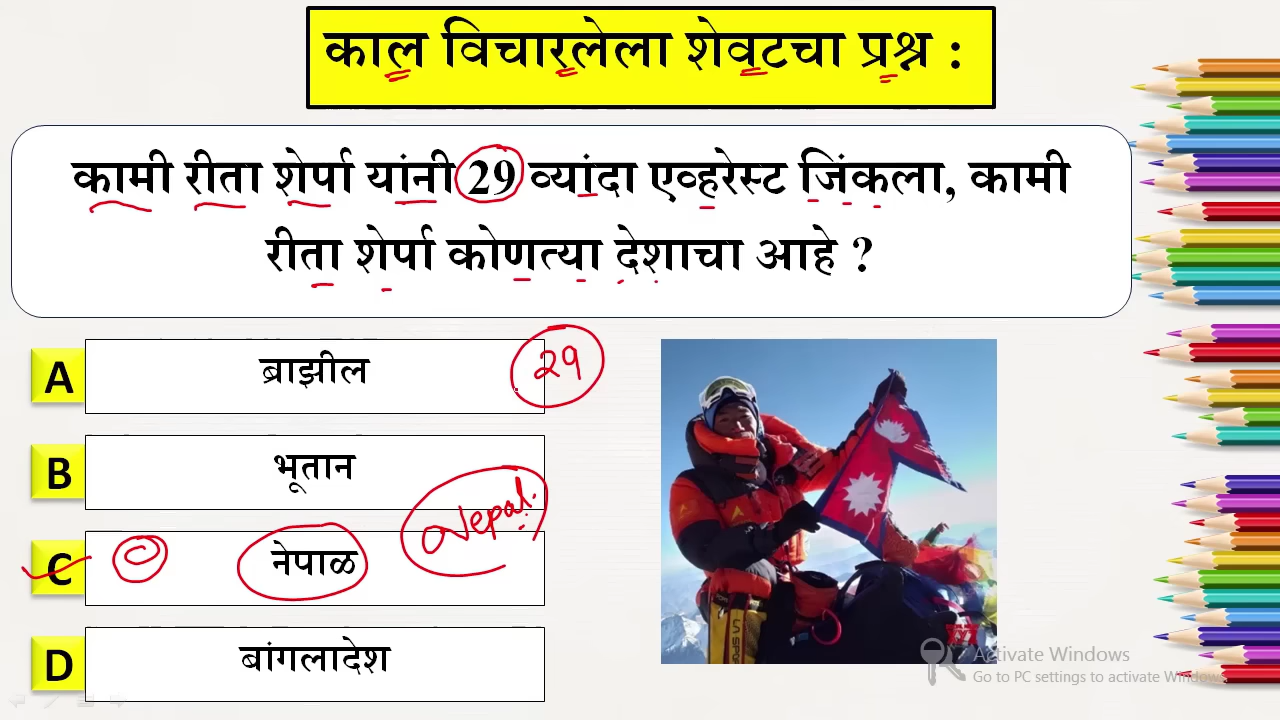 काल विचारलेला शेवटचा प्रश्न :
कामी रीता शेर्पा यांनी 29 व्यांदा एव्हरेस्ट जिंकला, कामी
रीता शेर्पा कोणत्या देशाचा आहे ?
A ब्राझील २९
B भूतान
C नेपाळ Nepal.
D बांगलादेश
Activate Windows
Go to PC settings to activate Windows.